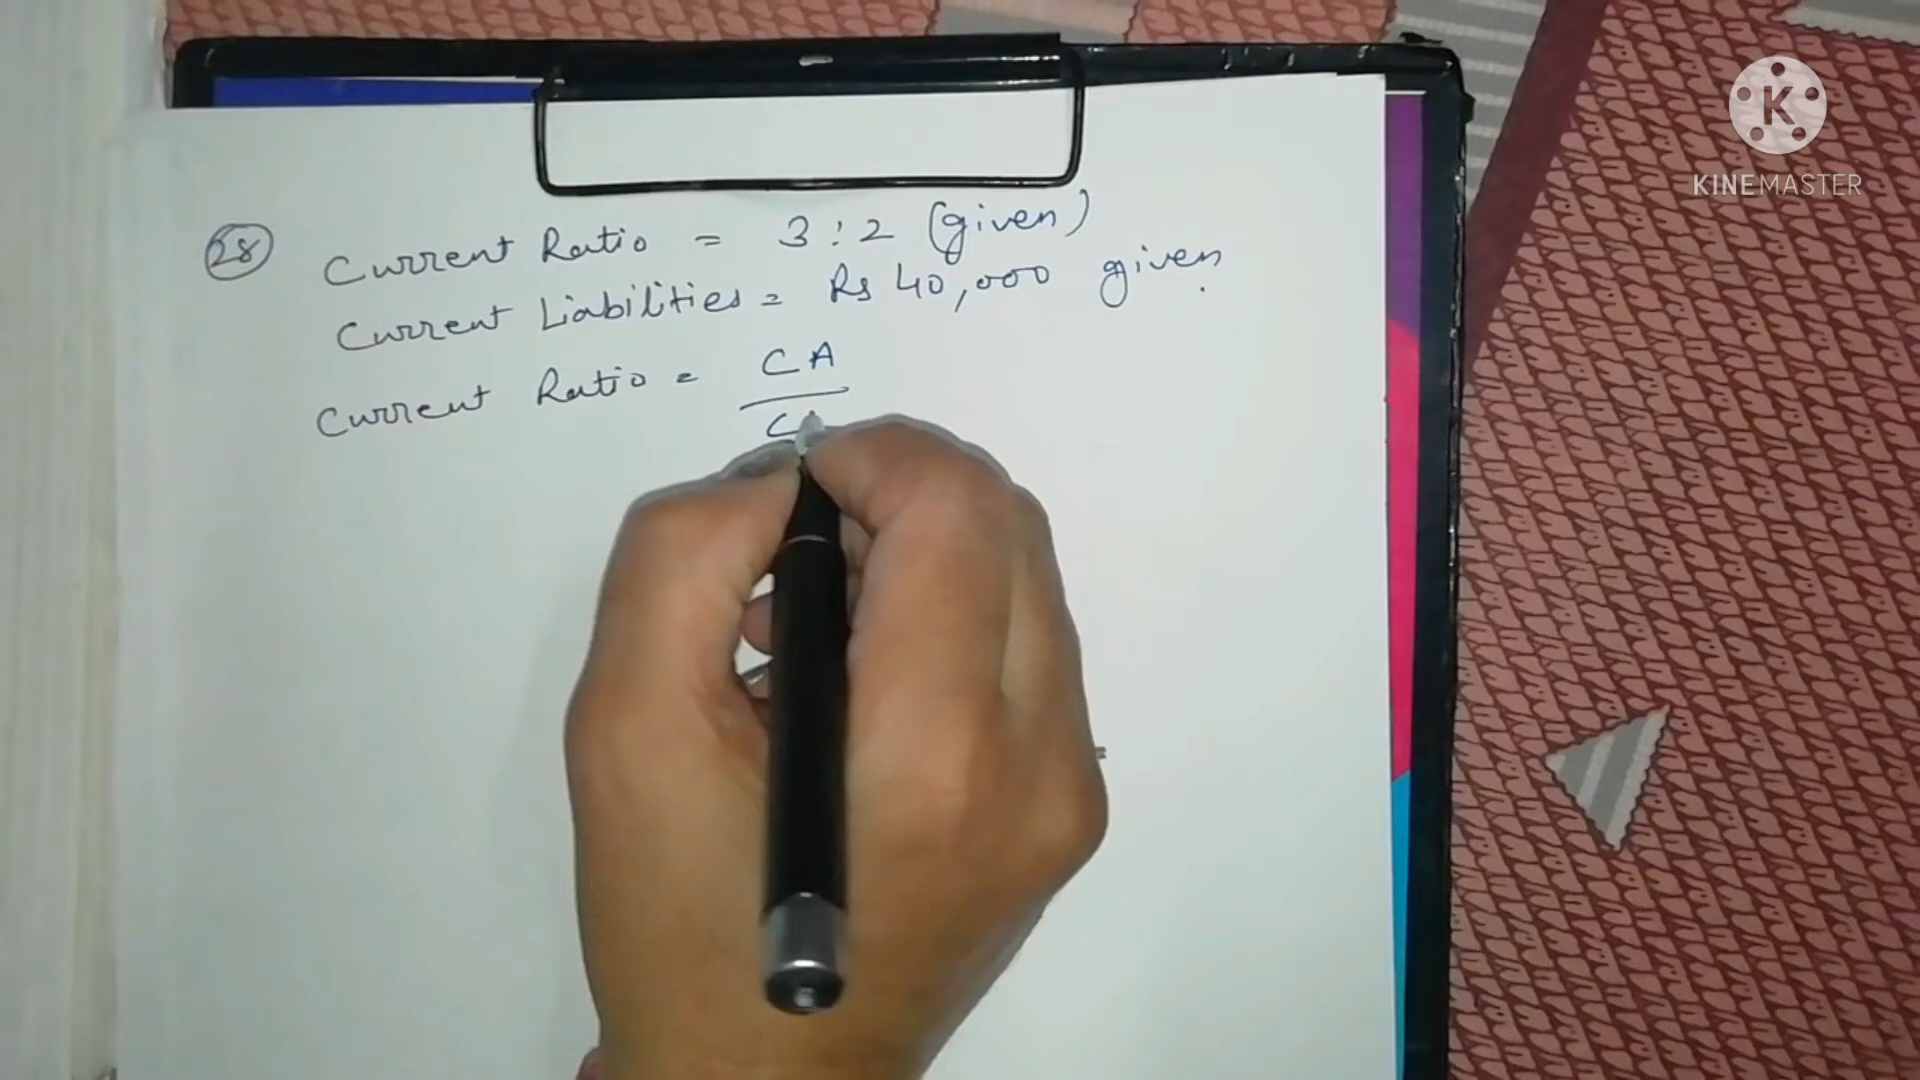 K
KINEMASTER
28 Current Ratio = 3:2 (given)
Current Liabilities = Rs 40,000 given.
Current Ratio = CA
C